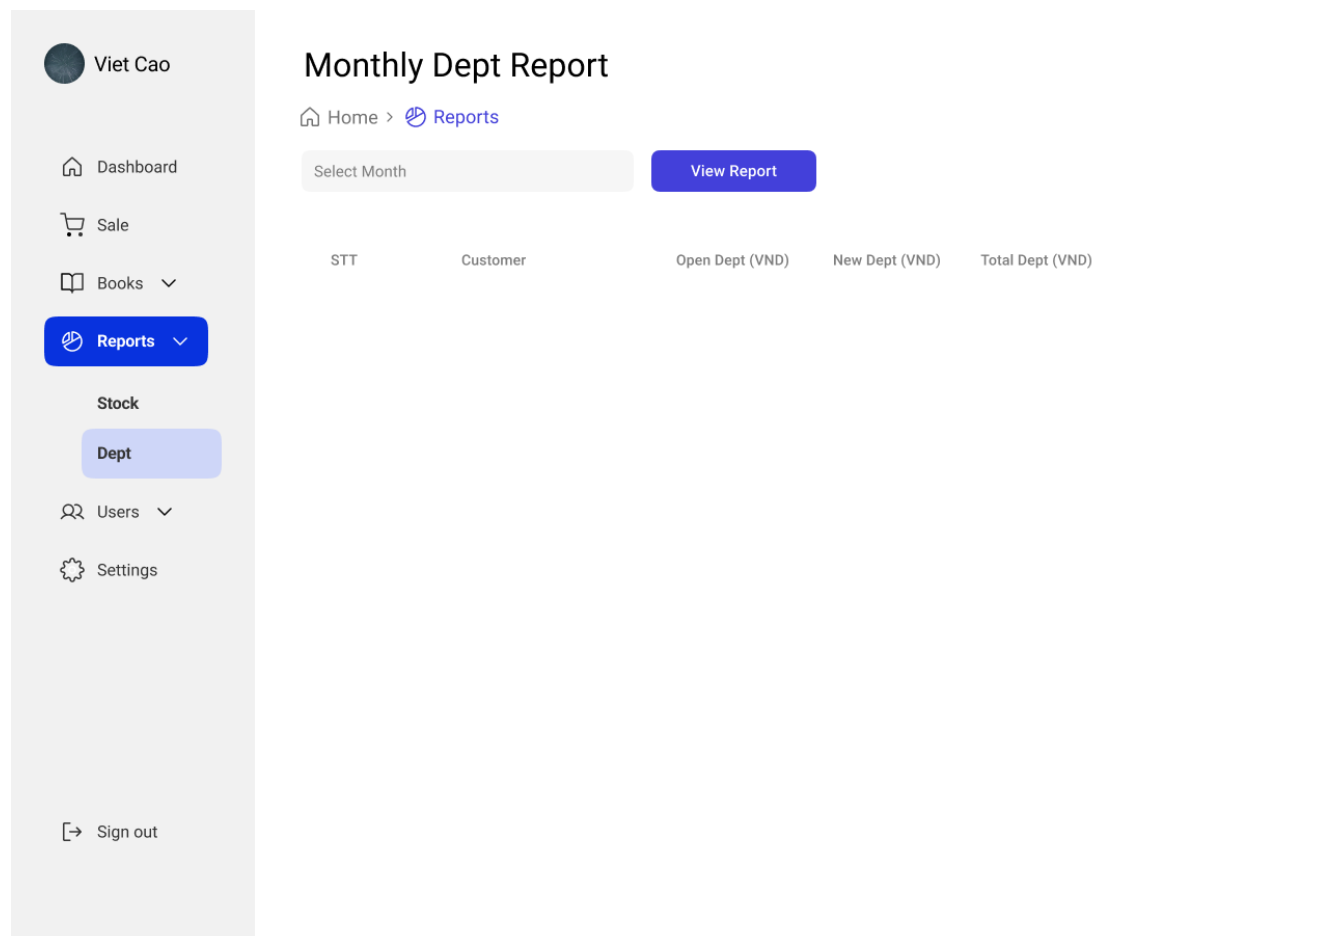 Viet Cao
Dashboard
Sale
Books
Reports
Stock
Dept
Users
Settings
Sign out
Monthly Dept Report
Home > Reports
Select Month View Report
STT Customer Open Dept (VND) New Dept (VND) Total Dept (VND)